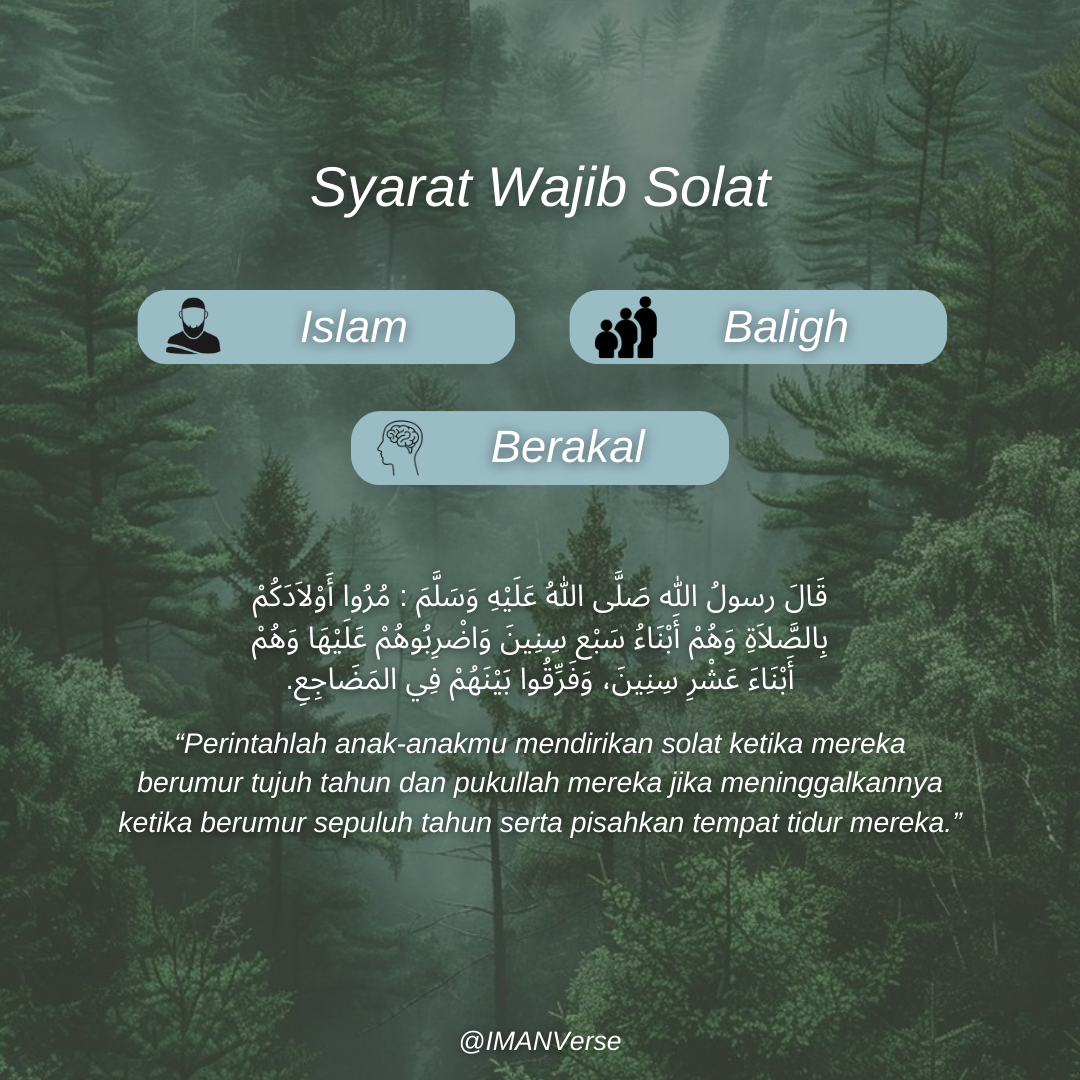 Syarat Wajib Solat
Islam
Baligh
Berakal
قَالَ رسولُ اللّٰه صَلَّى اللّٰهُ عَلَيْهِ وَسَلَّمَ : مُرُوا أَوْلاَدَكُمْ
بِالصَّلاَةِ وَهُمْ أَبْنَاءُ سَبْعِ سِنِينَ وَاضْرِبُوهُمْ عَلَيْهَا وَهُمْ
أَبْنَاءَ عَشْرِ سِنِينَ، وَفَرِّقُوا بَيْنَهُمْ فِي المَضَاجِعِ.
“Perintahlah anak-anakmu mendirikan solat ketika mereka
berumur tujuh tahun dan pukullah mereka jika meninggalkannya
ketika berumur sepuluh tahun serta pisahkan tempat tidur mereka.”
@IMANVerse